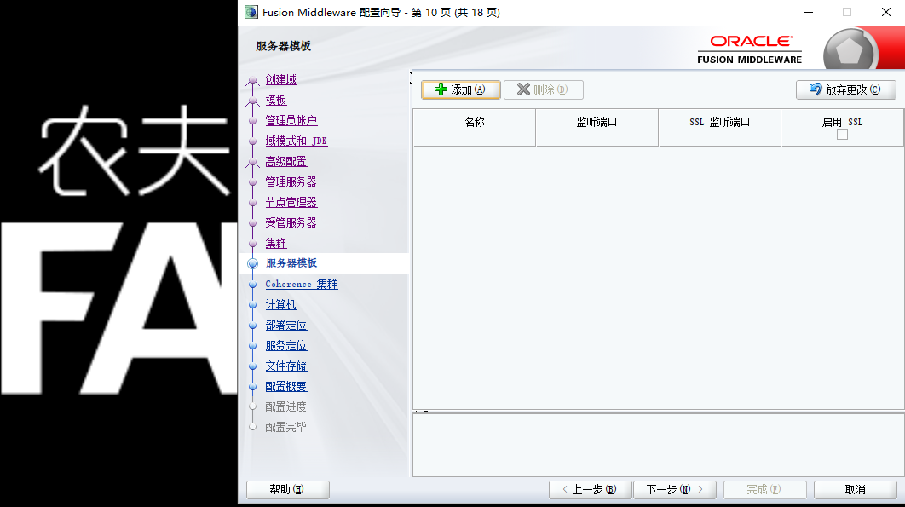 Fusion Middleware 配置向导 - 第 10 页 (共 18 页)
服务器模板
ORACLE
FUSION MIDDLEWARE
创建域
模板
管理员帐户
域模式和 JDK
高级配置
管理服务器
节点管理器
受管服务器
集群
服务器模板
Coherence 集群
计算机
部署定位
服务定位
文件存储
配置概要
配置进度
配置完毕
添加(A)
删除(D)
放弃更改(C)
名称
监听端口
SSL 监听端口
启用 SSL
农夫
FA
帮助(H)
< 上一步(B)
下一步(N) >
完成(F)
取消